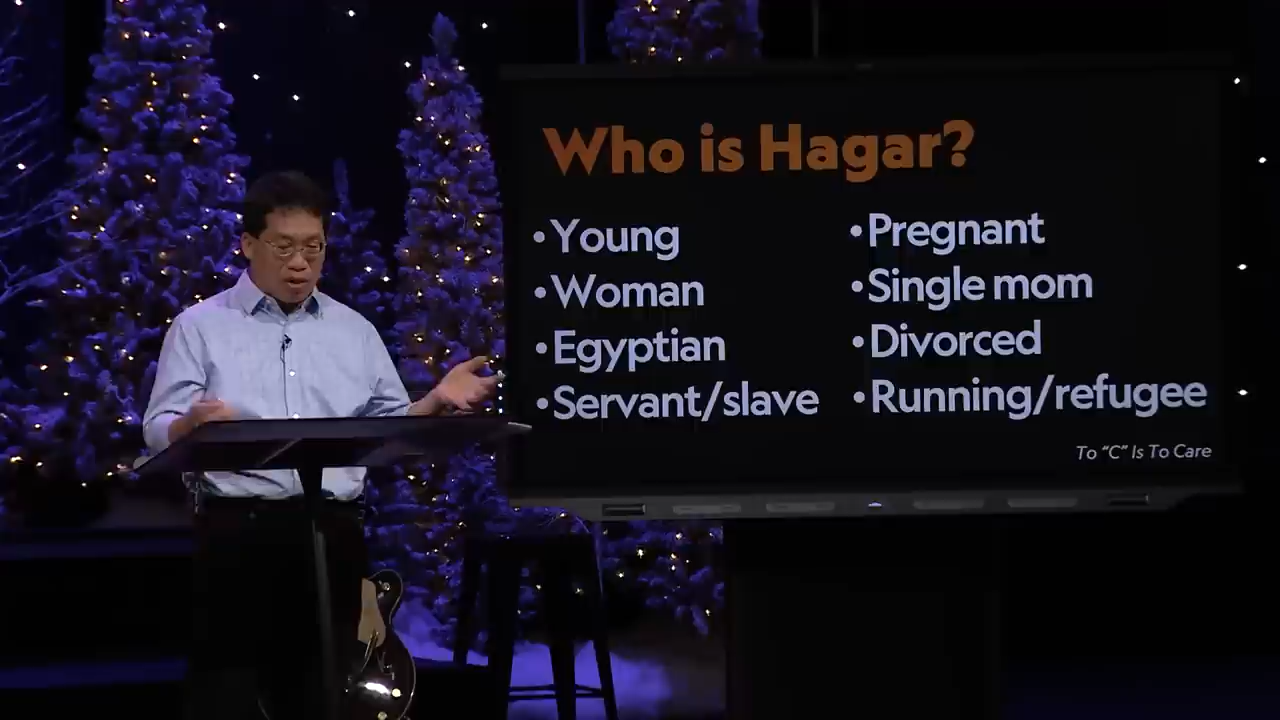 Who is Hagar?
•Young
•Woman
•Egyptian
•Servant/slave
•Pregnant
•Single mom
•Divorced
•Running/refugee
To “C” Is To Care